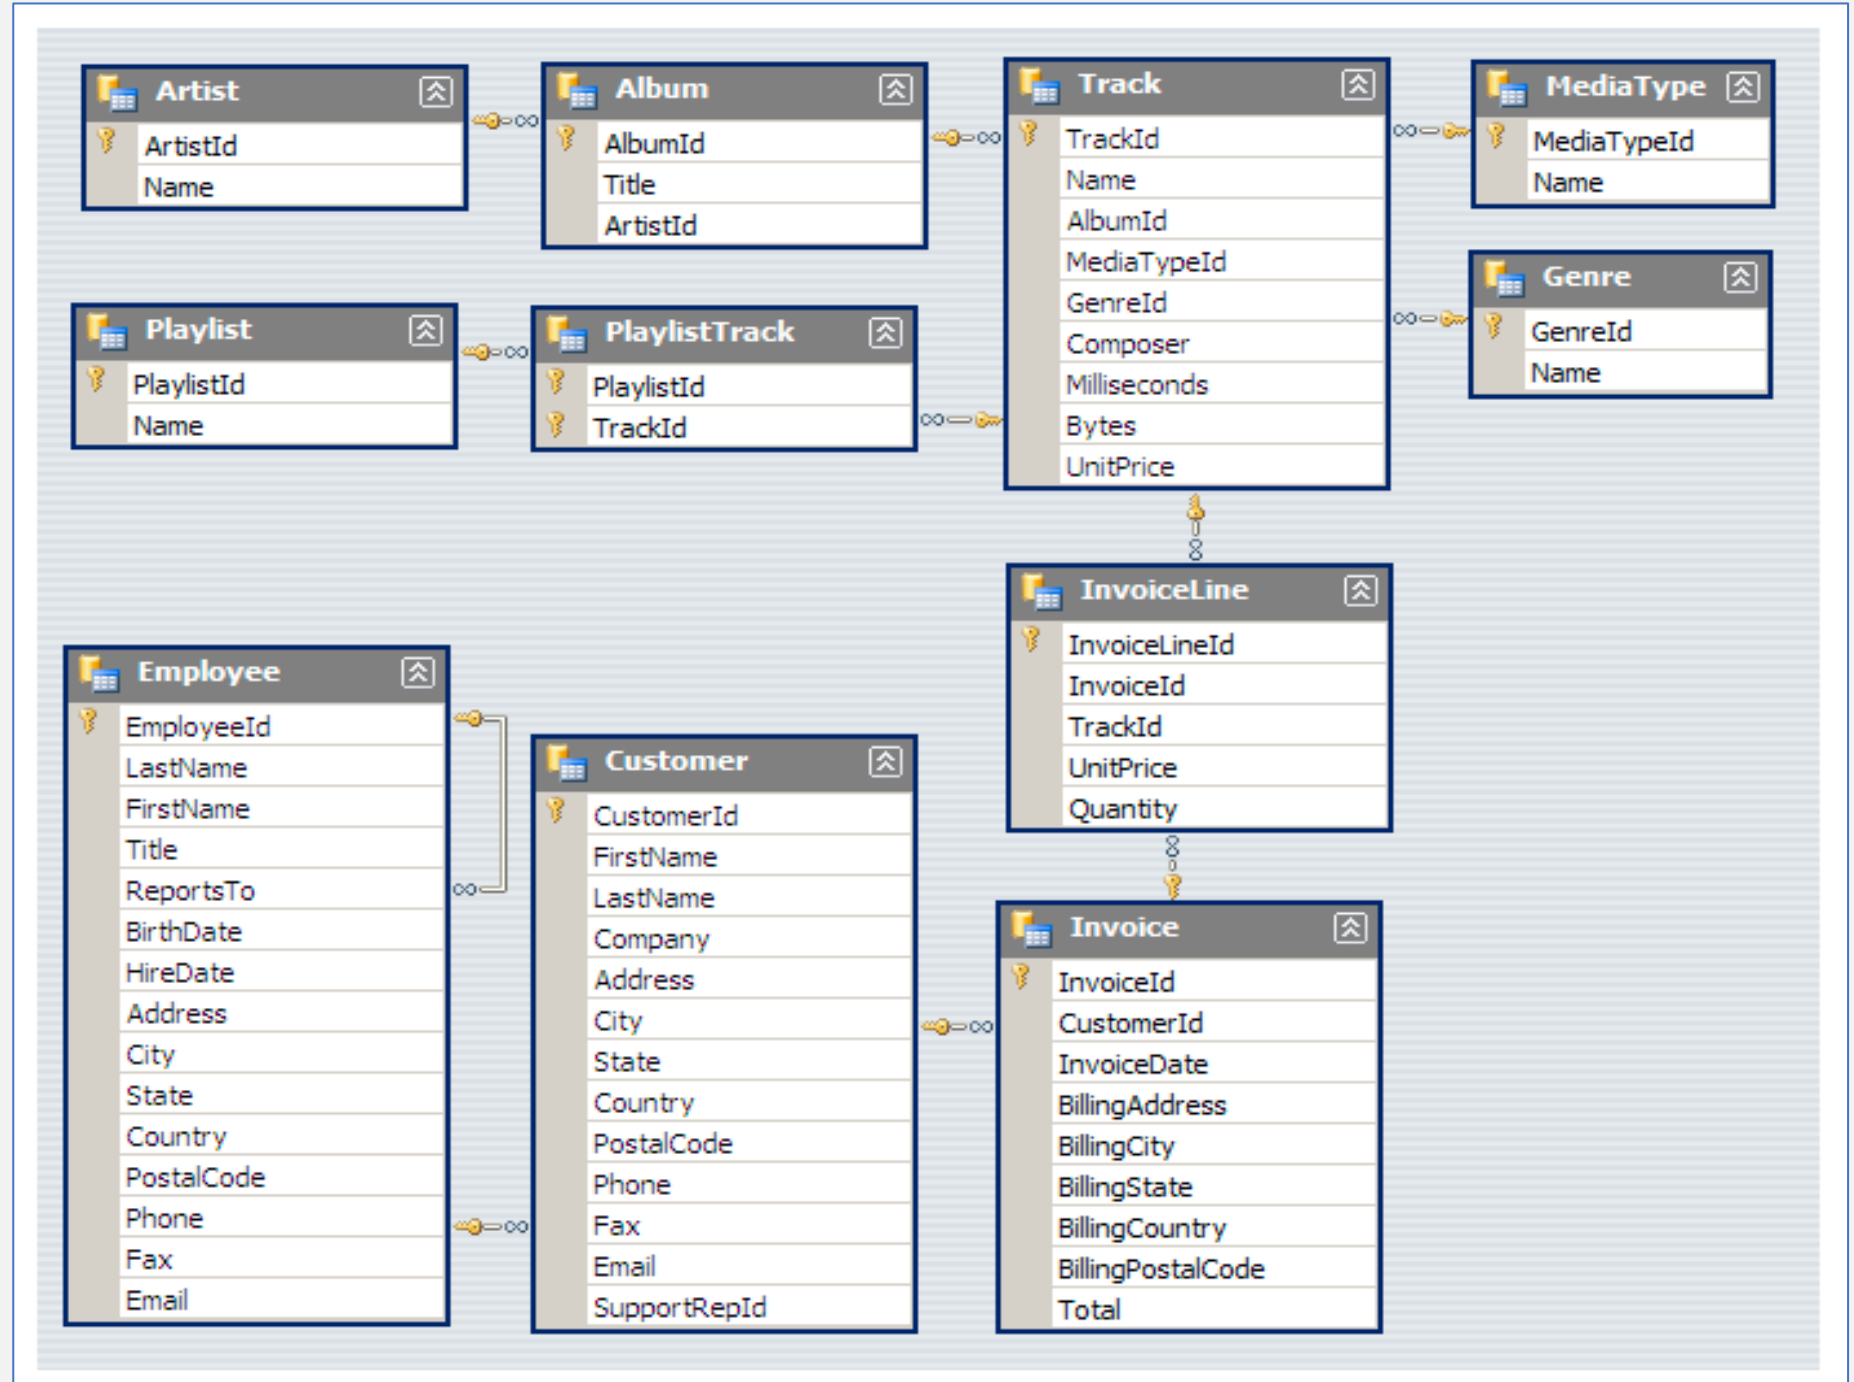 Artist
ArtistId
Name
Album
AlbumId
Title
ArtistId
Track
TrackId
Name
AlbumId
MediaTypeId
GenreId
Composer
Milliseconds
Bytes
UnitPrice
MediaType
MediaTypeId
Name
Genre
GenreId
Name
Playlist
PlaylistId
Name
PlaylistTrack
PlaylistId
TrackId
InvoiceLine
InvoiceLineId
InvoiceId
TrackId
UnitPrice
Quantity
Employee
EmployeeId
LastName
FirstName
Title
ReportsTo
BirthDate
HireDate
Address
City
State
Country
PostalCode
Phone
Fax
Email
Customer
CustomerId
FirstName
LastName
Company
Address
City
State
Country
PostalCode
Phone
Fax
Email
SupportRepId
Invoice
InvoiceId
CustomerId
InvoiceDate
BillingAddress
BillingCity
BillingState
BillingCountry
BillingPostalCode
Total